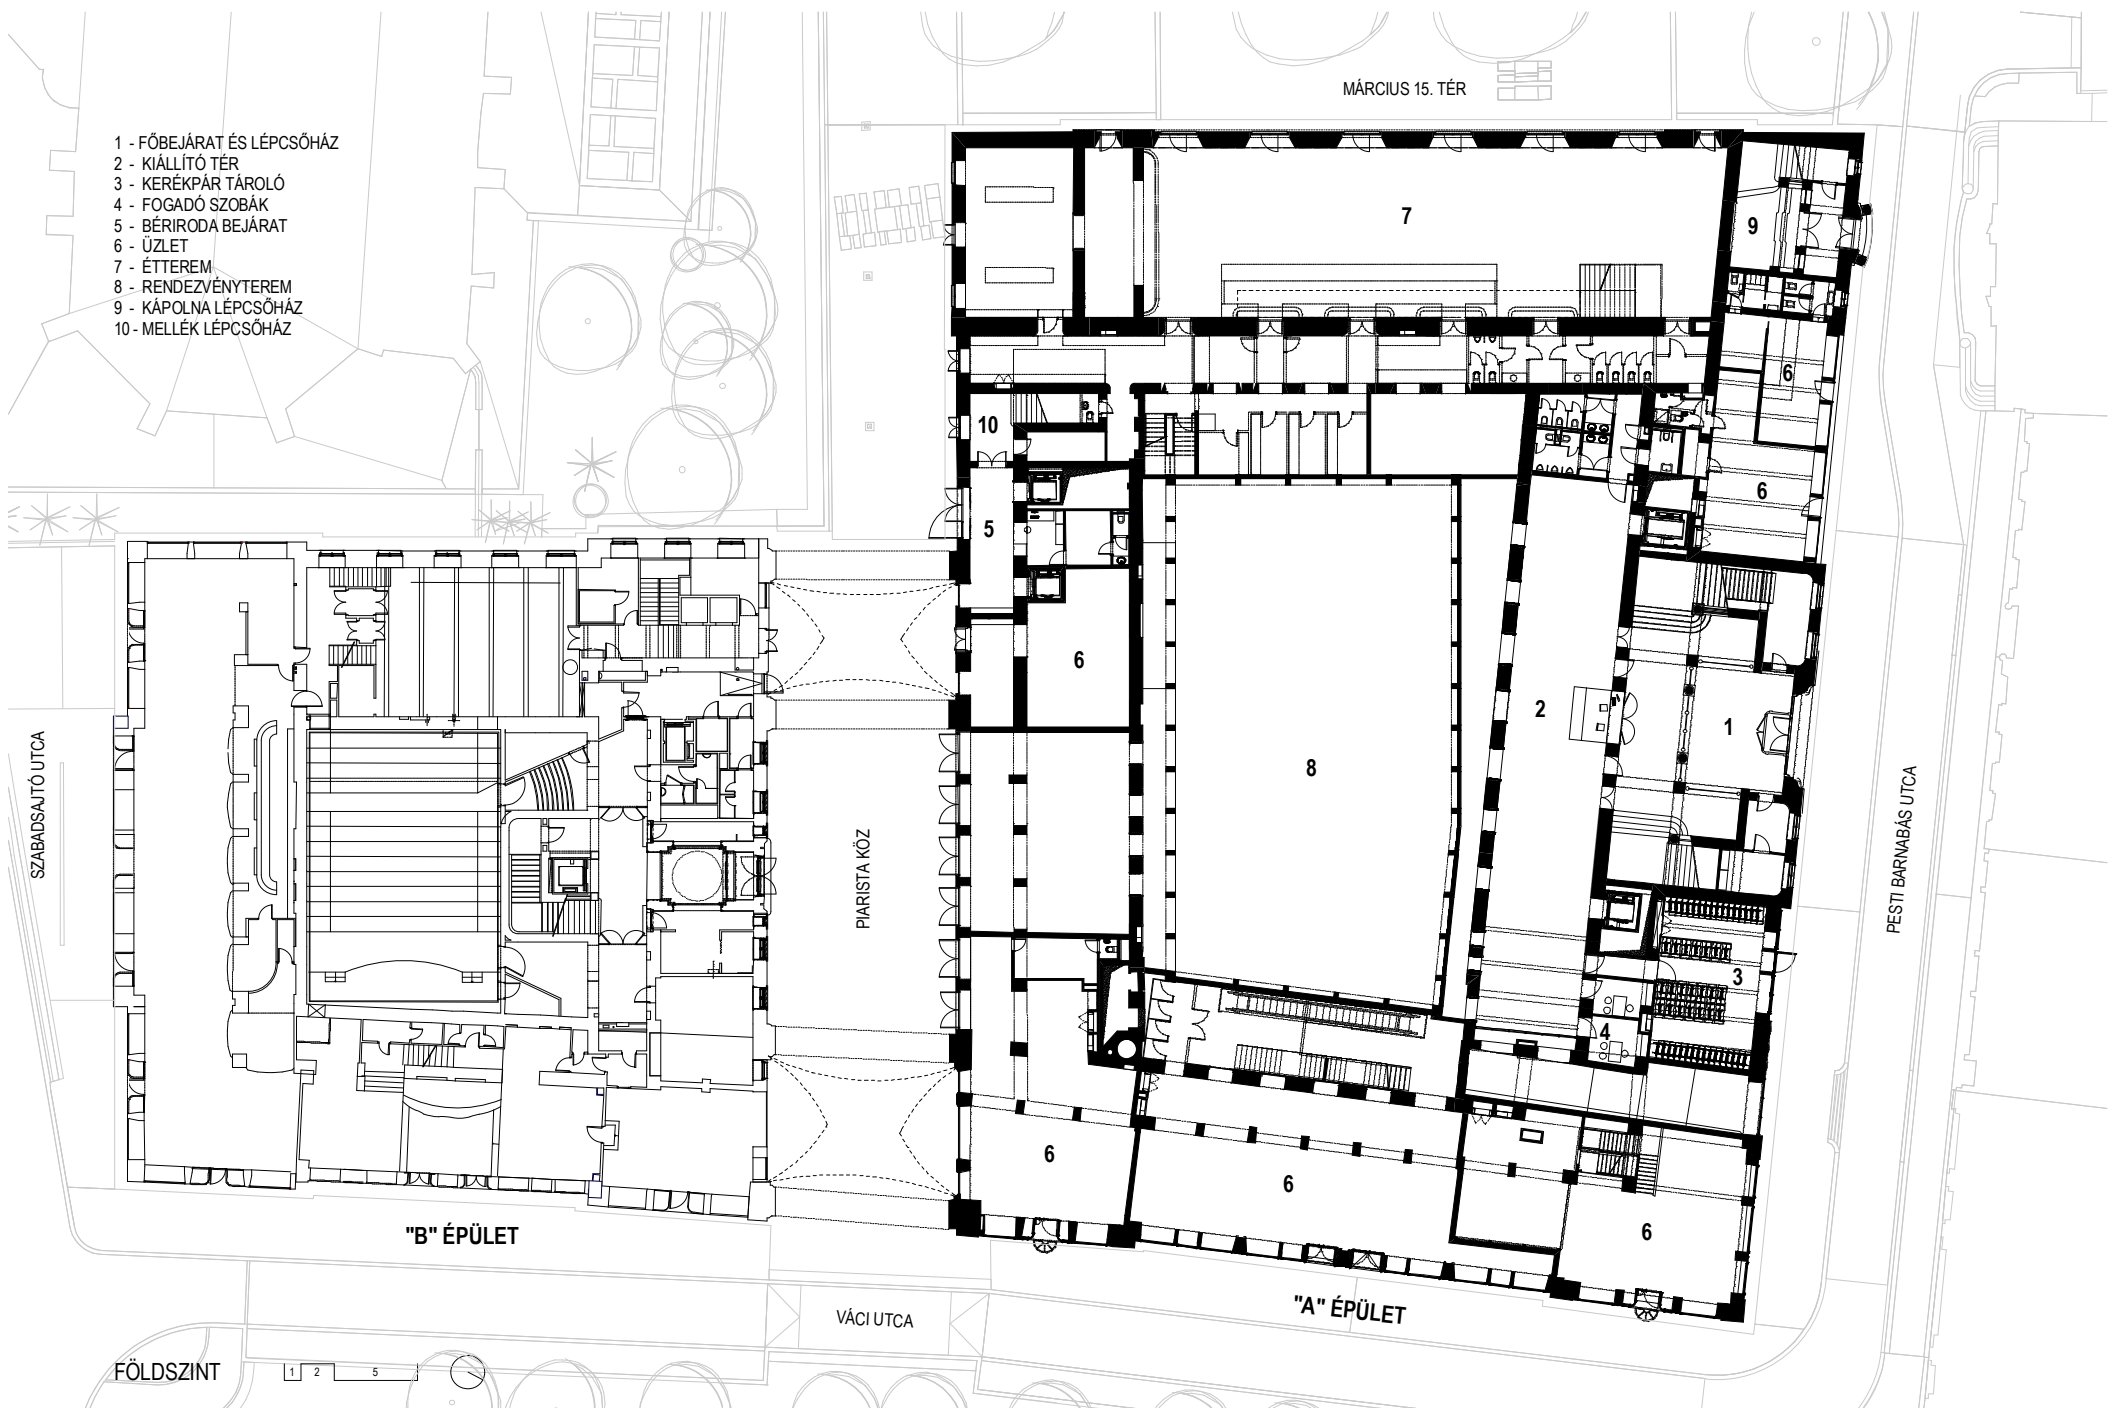 MÁRCIUS 15. TÉR
1 - FŐBEJÁRAT ÉS LÉPCSŐHÁZ
2 - KIÁLLÍTÓ TÉR
3 - KERÉKPÁR TÁROLÓ
4 - FOGADÓ SZOBÁK
5 - BÉRIRODA BEJÁRAT
6 - ÜZLET
7 - ÉTTEREM
8 - RENDEZVÉNYTEREM
9 - KÁPOLNA LÉPCSŐHÁZ
10 - MELLÉK LÉPCSŐHÁZ
7
9
6
10
6
5
6
2
1
8
SZABADSAJTÓ UTCA
PIARISTA KÖZ
PESTI BARNABÁS UTCA
3
4
6
6
6
"B" ÉPÜLET
"A" ÉPÜLET
VÁCI UTCA
FÖLDSZINT
1 2 5